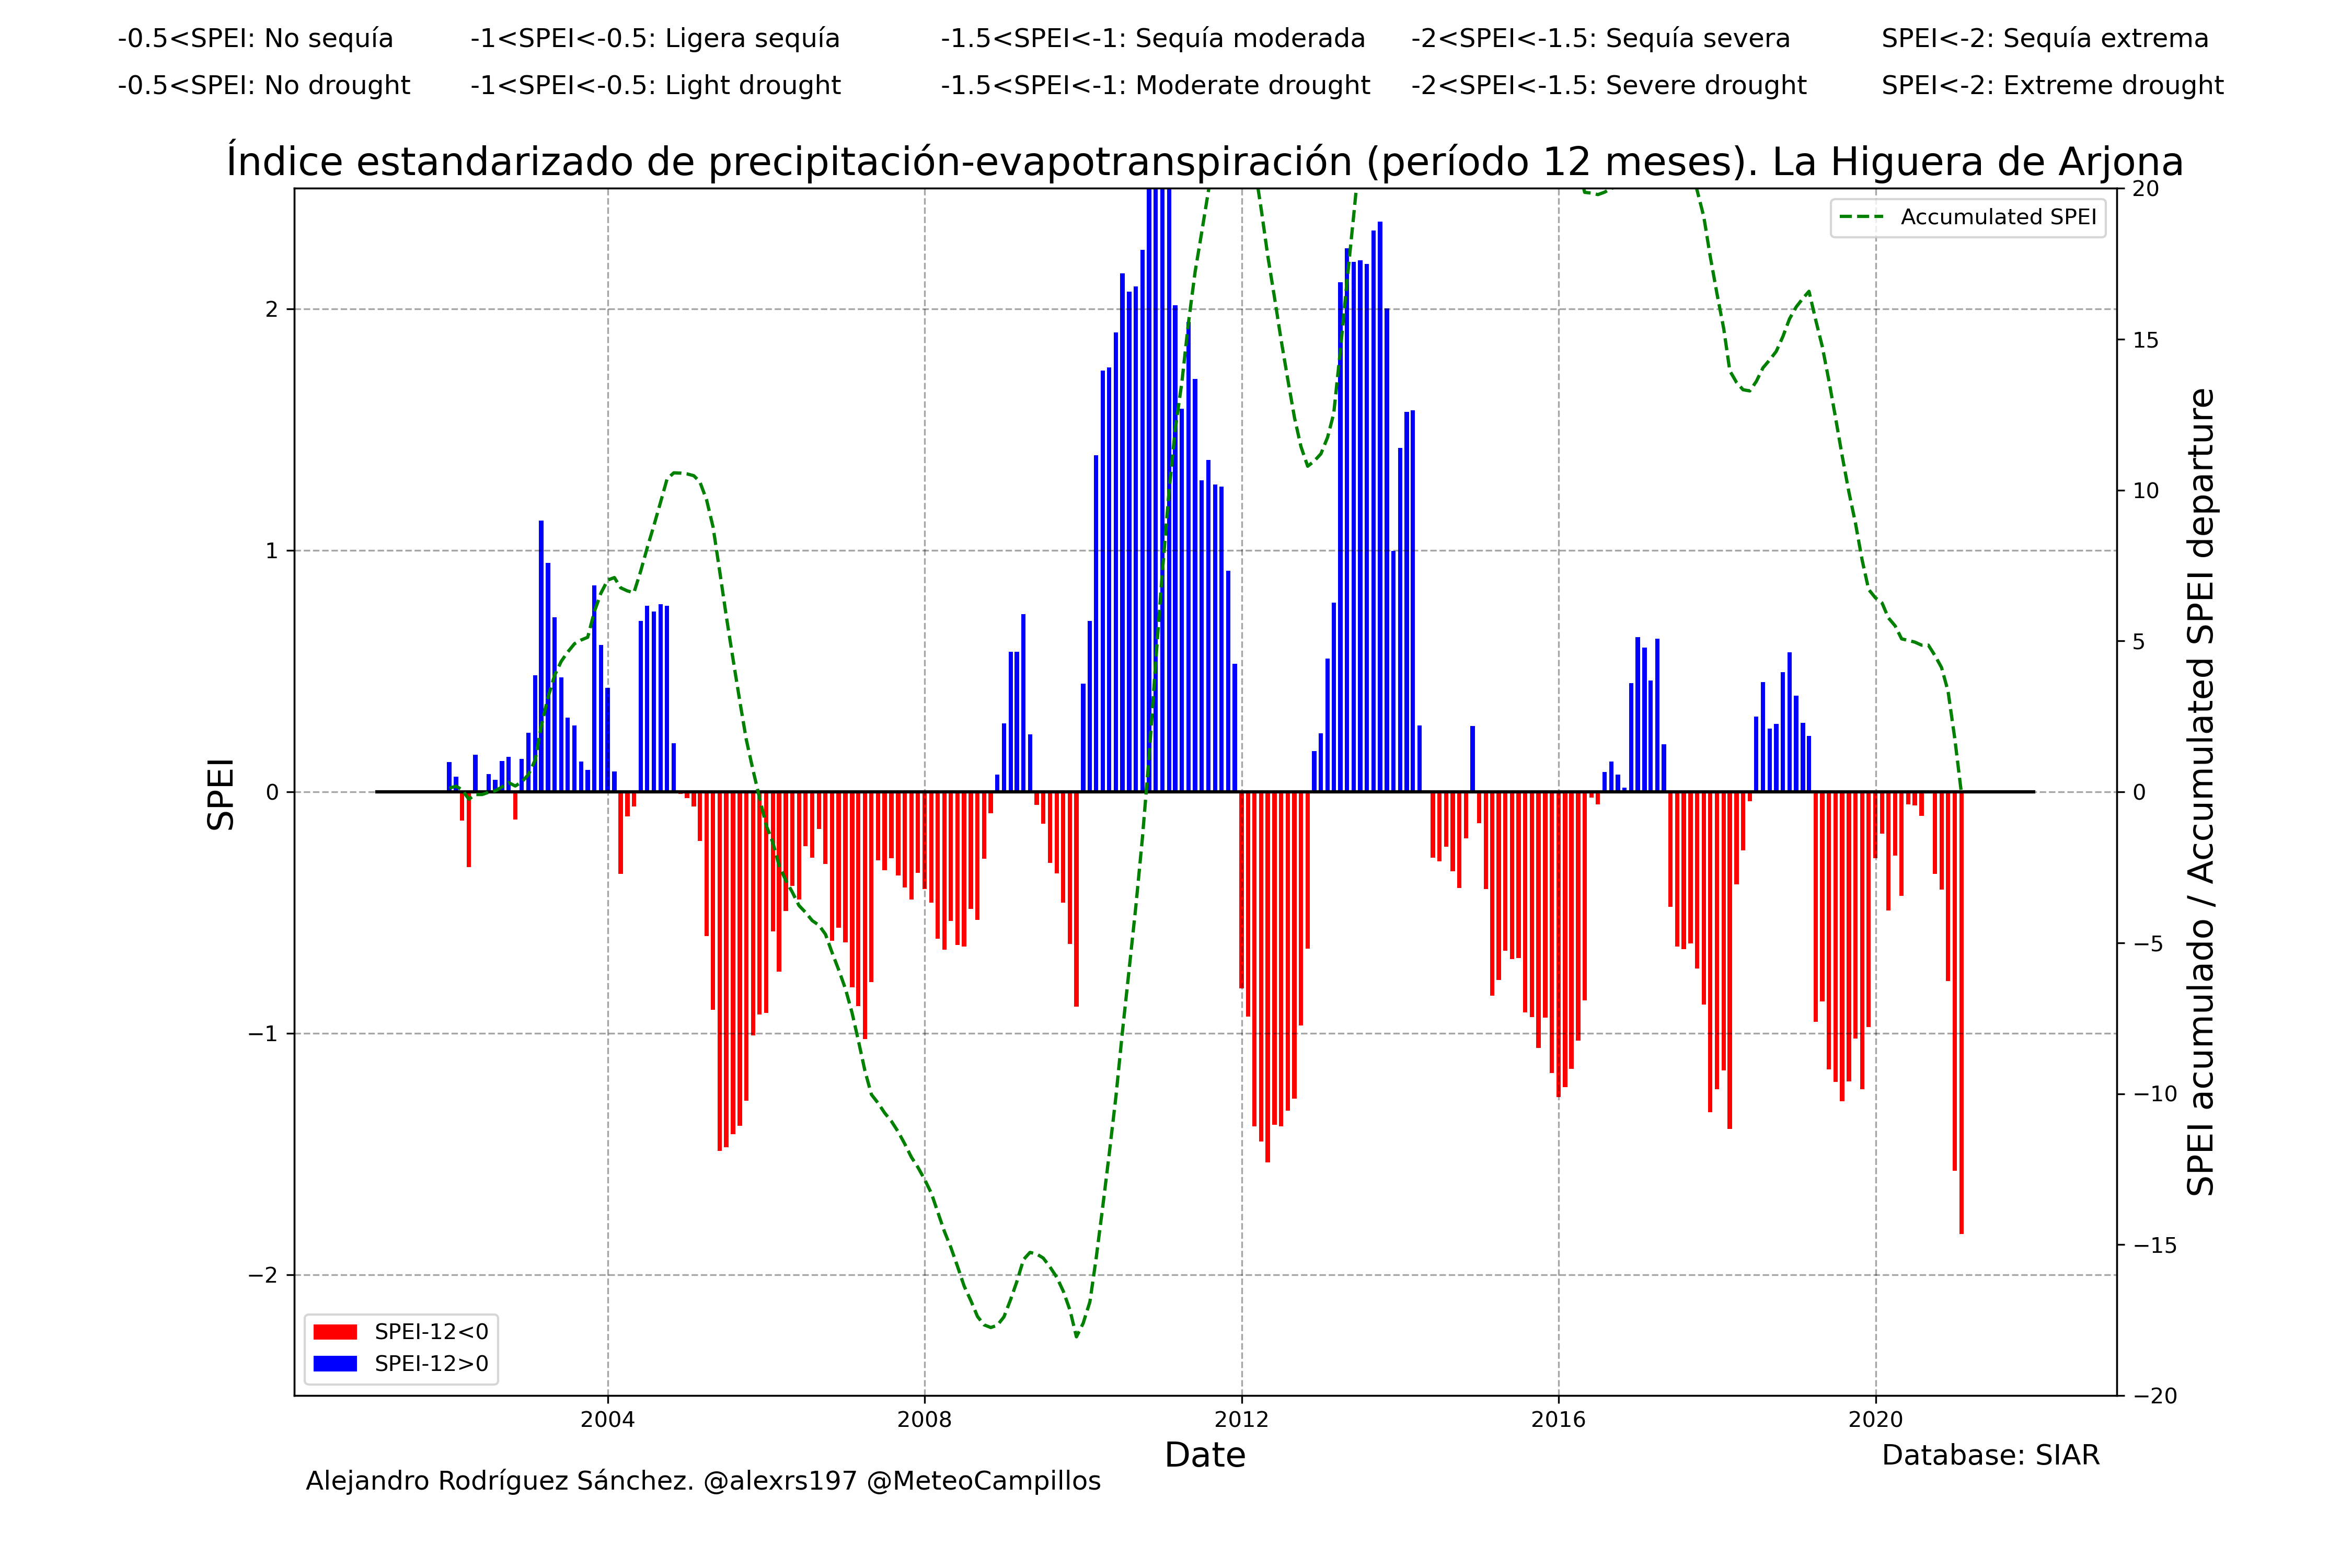 -0.5<SPEI: No sequía -1<SPEI<-0.5: Ligera sequía -1.5<SPEI<-1: Sequía moderada -2<SPEI<-1.5: Sequía severa SPEI<-2: Sequía extrema
-0.5<SPEI: No drought -1<SPEI<-0.5: Light drought -1.5<SPEI<-1: Moderate drought -2<SPEI<-1.5: Severe drought SPEI<-2: Extreme drought
Índice estandarizado de precipitación-evapotranspiración (período 12 meses). La Higuera de Arjona
Accumulated SPEI
SPEI
2
1
0
−1
−2
20
15
10
5
0
−5
−10
−15
−20
SPEI acumulado / Accumulated SPEI departure
SPEI-12<0
SPEI-12>0
2004 2008 2012 2016 2020
Date
Database: SIAR
Alejandro Rodríguez Sánchez. @alexrs197 @MeteoCampillos